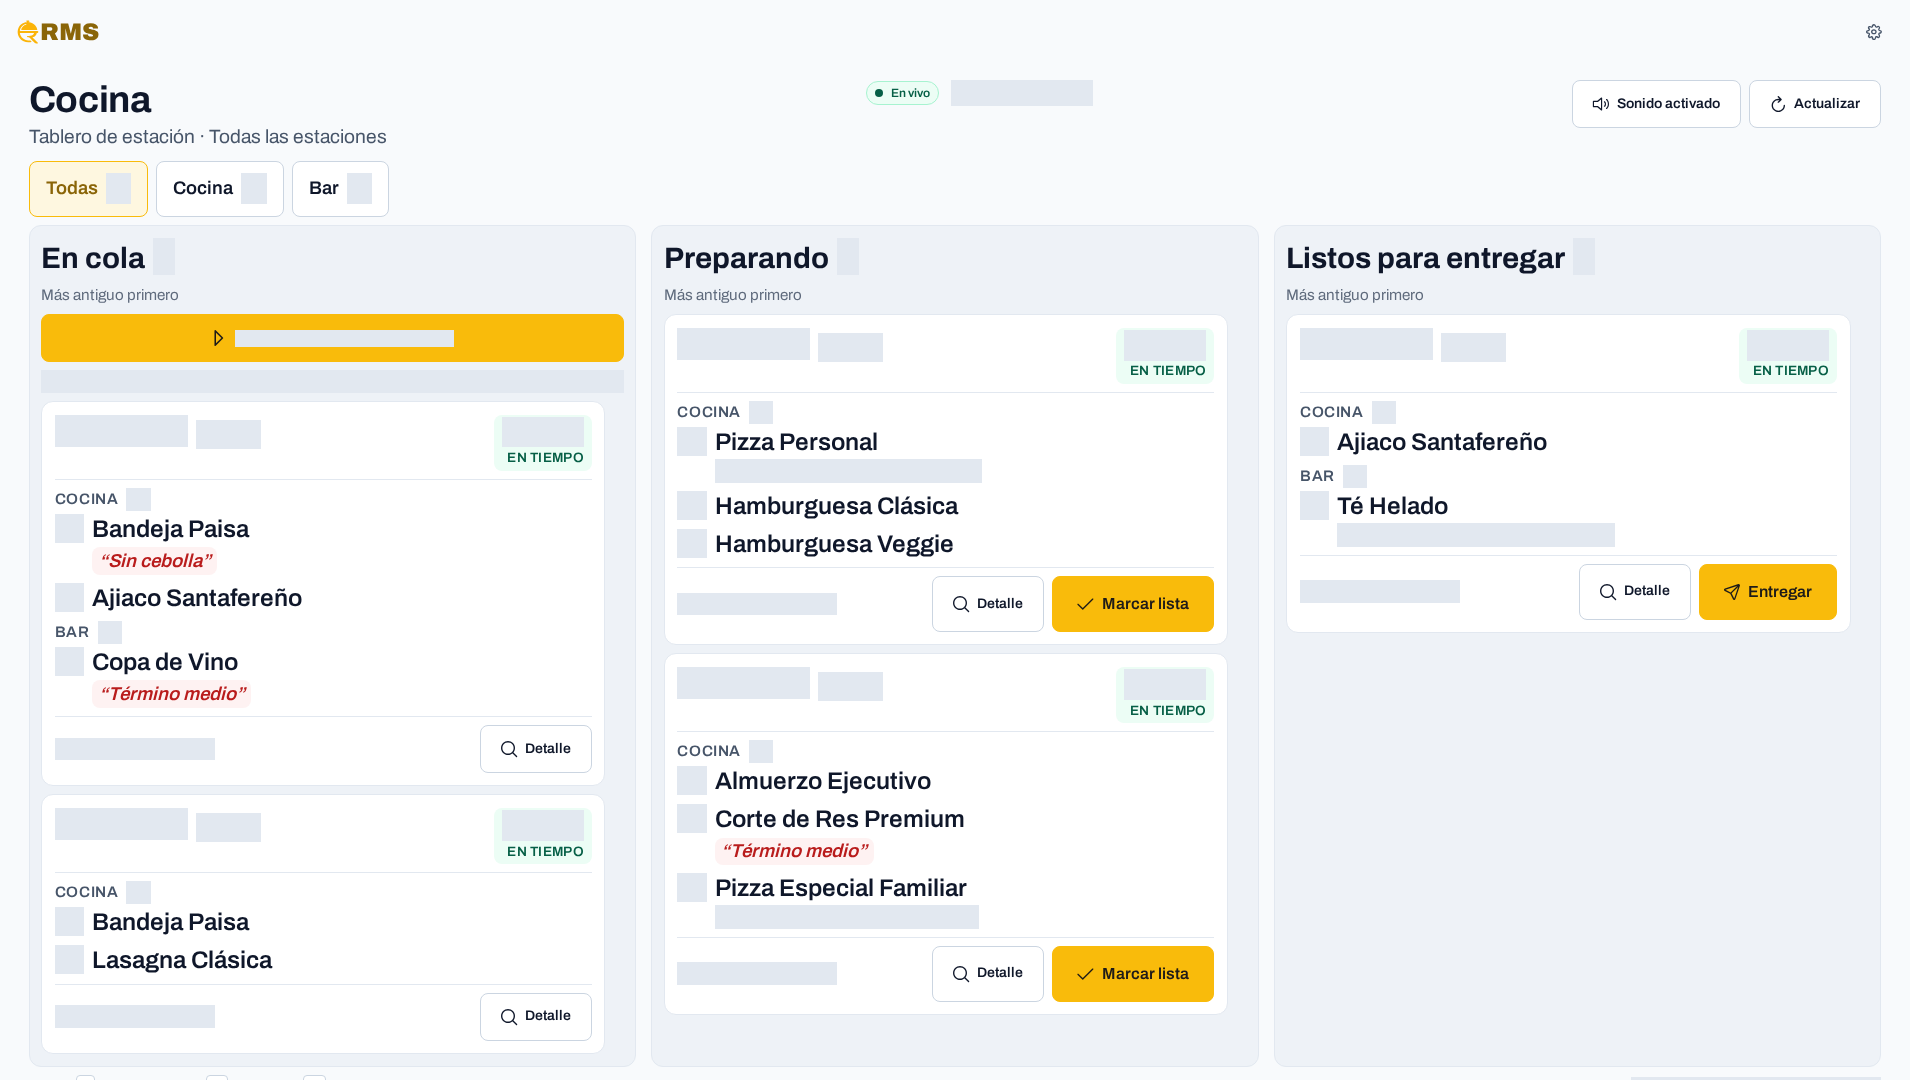 RMS
Cocina
Tablero de estación · Todas las estaciones
En vivo
Sonido activado
Actualizar
Todas
Cocina
Bar
En cola
Más antiguo primero
EN TIEMPO
COCINA
Bandeja Paisa
“Sin cebolla”
Ajiaco Santafereño
BAR
Copa de Vino
“Término medio”
Detalle
EN TIEMPO
COCINA
Bandeja Paisa
Lasagna Clásica
Detalle
Preparando
Más antiguo primero
EN TIEMPO
COCINA
Pizza Personal
Hamburguesa Clásica
Hamburguesa Veggie
Detalle
Marcar lista
EN TIEMPO
COCINA
Almuerzo Ejecutivo
Corte de Res Premium
“Término medio”
Pizza Especial Familiar
Detalle
Marcar lista
Listos para entregar
Más antiguo primero
EN TIEMPO
COCINA
Ajiaco Santafereño
BAR
Té Helado
Detalle
Entregar